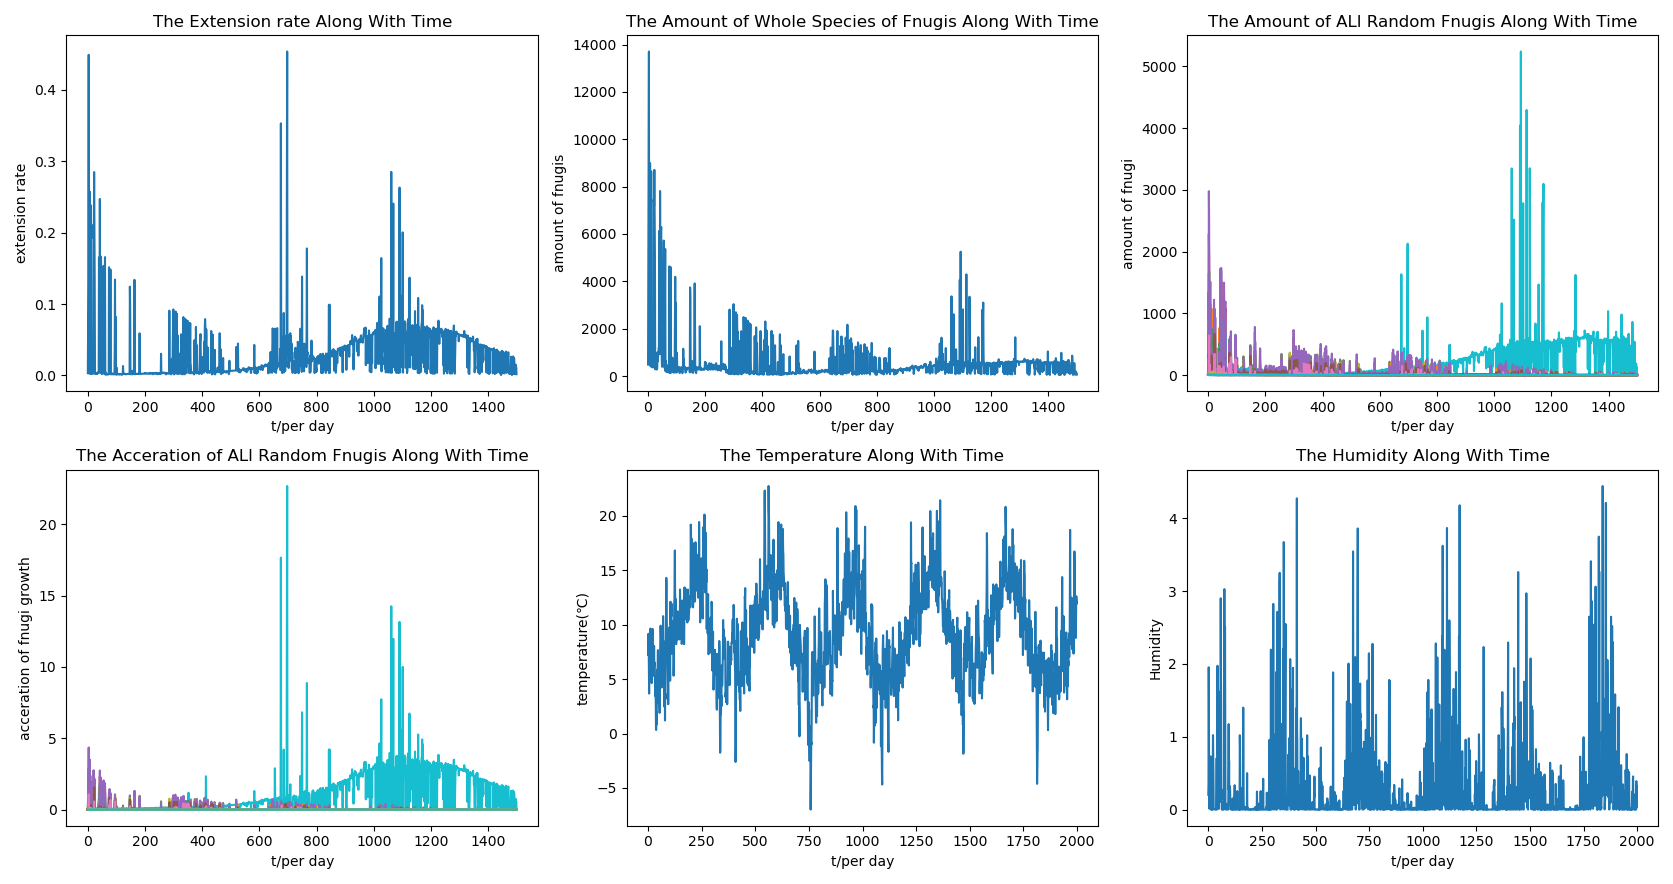 The Extension rate Along With Time
extension rate
0.4
0.3
0.2
0.1
0.0
0 200 400 600 800 1000 1200 1400
t/per day
The Amount of Whole Species of Fnugis Along With Time
amount of fnugis
14000
12000
10000
8000
6000
4000
2000
0
0 200 400 600 800 1000 1200 1400
t/per day
The Amount of ALI Random Fnugis Along With Time
amount of fnugi
5000
4000
3000
2000
1000
0
0 200 400 600 800 1000 1200 1400
t/per day
The Acceration of ALI Random Fnugis Along With Time
acceration of fnugi growth
20
15
10
5
0
0 200 400 600 800 1000 1200 1400
t/per day
The Temperature Along With Time
temperature(℃)
20
15
10
5
0
−5
0 250 500 750 1000 1250 1500 1750 2000
t/per day
The Humidity Along With Time
Humidity
4
3
2
1
0
0 250 500 750 1000 1250 1500 1750 2000
t/per day